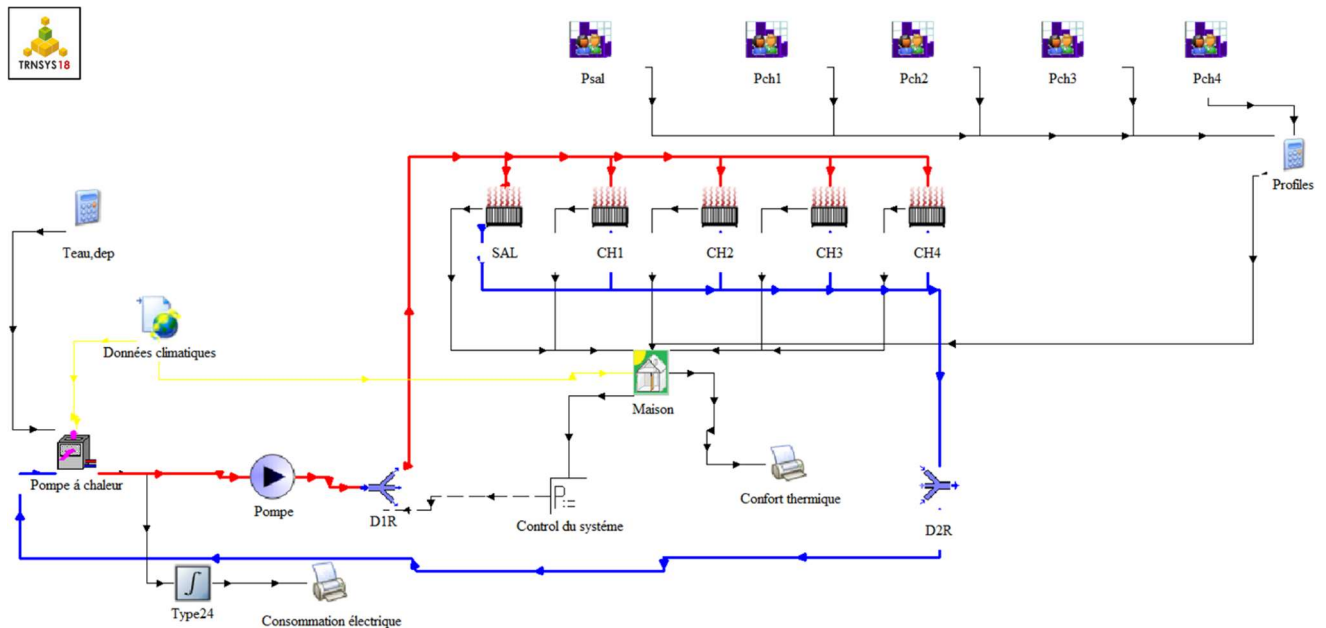 TRNSYS18
Psal
Pch1
Pch2
Pch3
Pch4
Profiles
Teau,dep
SAL
CH1
CH2
CH3
CH4
Données climatiques
Maison
Pompe á chaleur
Pompe
D1R
Control du systéme
Confort thermique
D2R
Type24
Consommation électrique